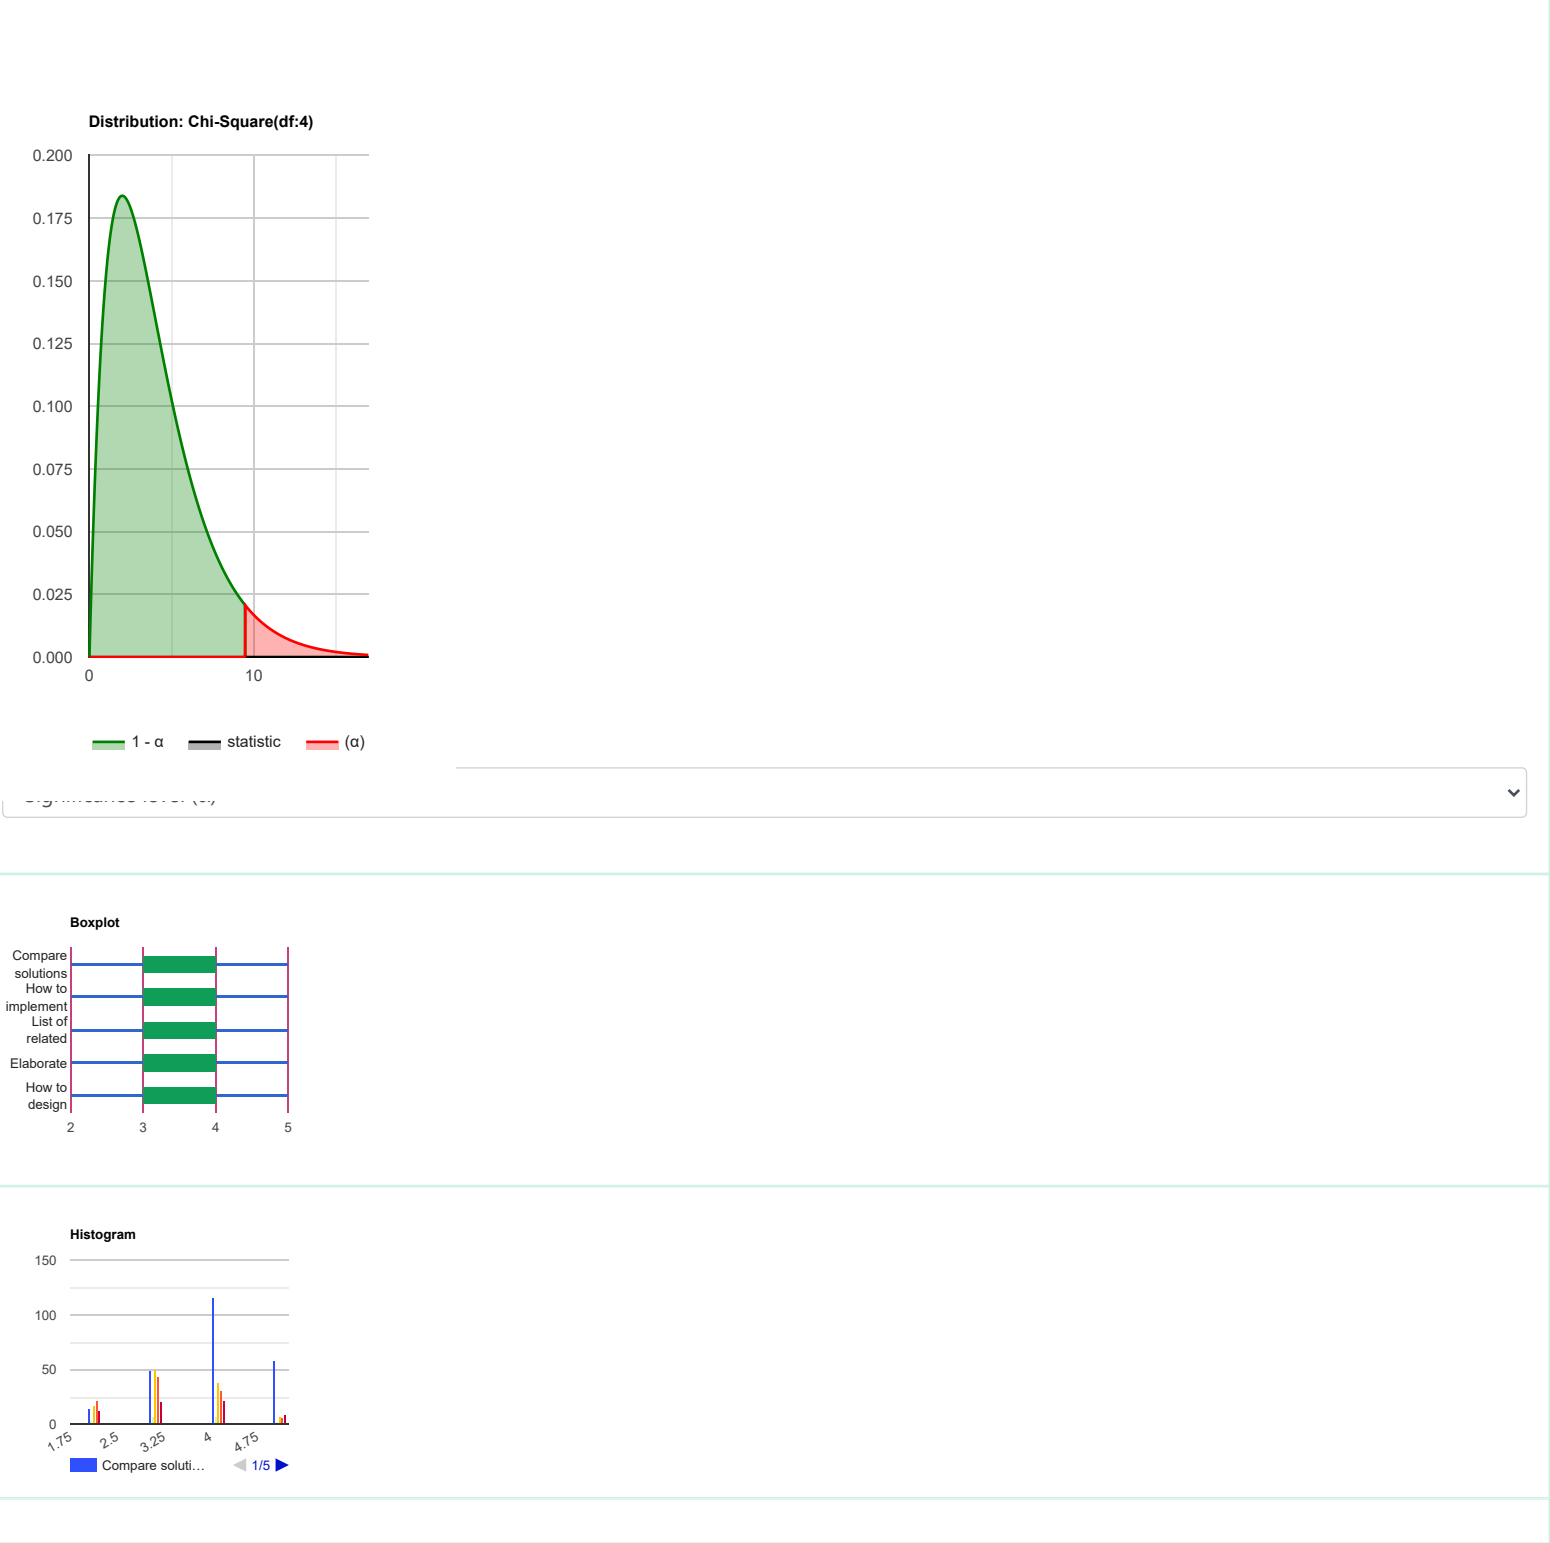 Distribution: Chi-Square(df:4)
0.200
0.175
0.150
0.125
0.100
0.075
0.050
0.025
0.000
0 10
1 - α statistic (α)
Significance level (α)
Boxplot
Compare
solutions
How to
implement
List of
related
Elaborate
How to
design
2 3 4 5
Histogram
150
100
50
0
1.75 2.5 3.25 4 4.75
Compare soluti... 1/5